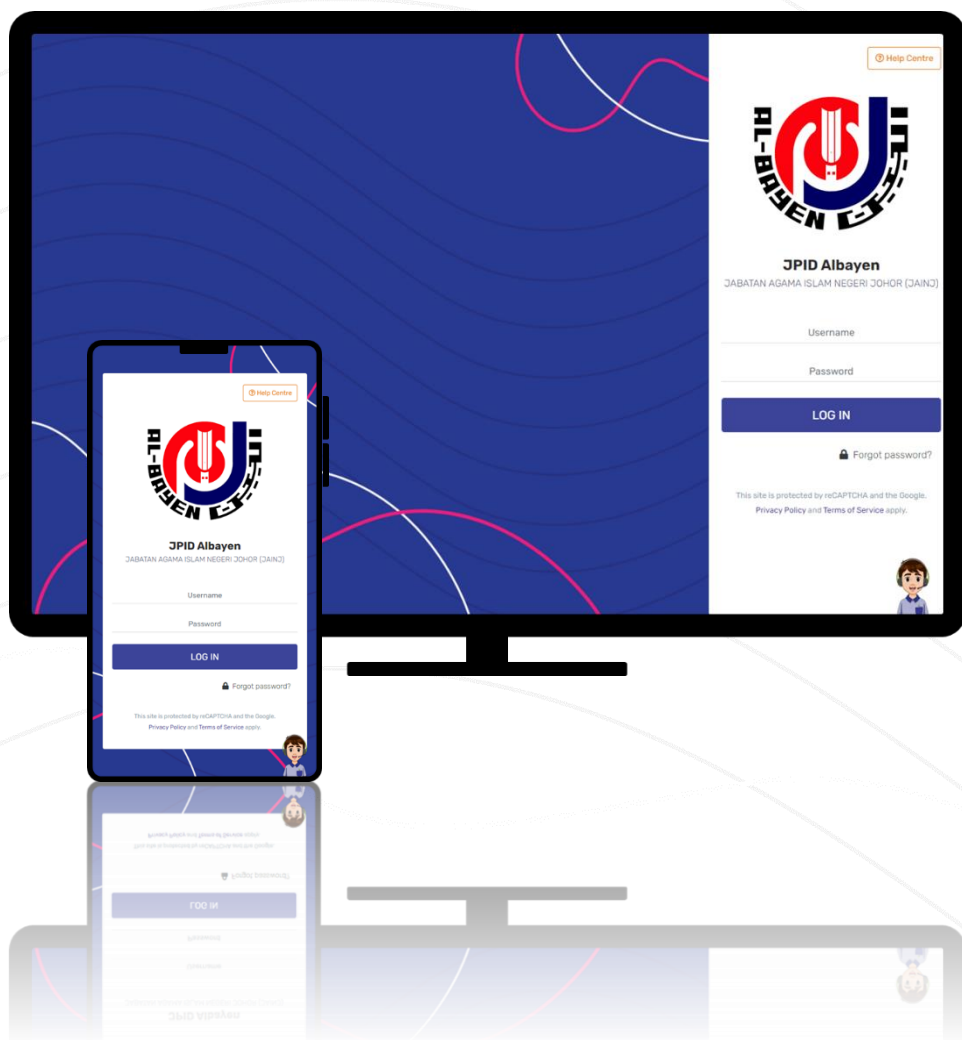 Help Centre
AL-BAYEN
JPID Albayen
JABATAN AGAMA ISLAM NEGERI JOHOR (JAINJ)
Username
Password
LOG IN
Forgot password?
This site is protected by reCAPTCHA and the Google.
Privacy Policy and Terms of Service apply.
Help Centre
AL-BAYEN
JPID Albayen
JABATAN AGAMA ISLAM NEGERI JOHOR (JAINJ)
Username
Password
LOG IN
Forgot password?
This site is protected by reCAPTCHA and the Google.
Privacy Policy and Terms of Service apply.